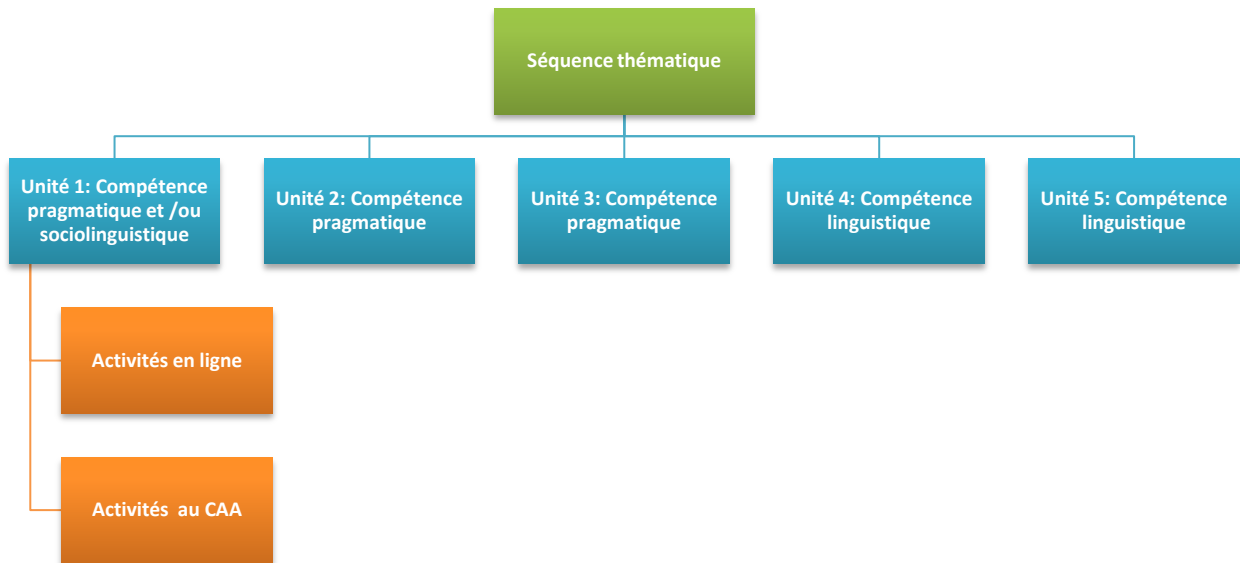 Séquence thématique
Unité 1: Compétence
pragmatique et /ou
sociolinguistique
Unité 2: Compétence
pragmatique
Unité 3: Compétence
pragmatique
Unité 4: Compétence
linguistique
Unité 5: Compétence
linguistique
Activités en ligne
Activités au CAA